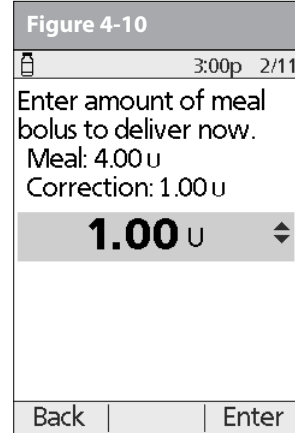 Figure 4-10
3:00p 2/11
Enter amount of meal
bolus to deliver now.
Meal: 4.00 U
Correction: 1.00 U
1.00 U
Back Enter